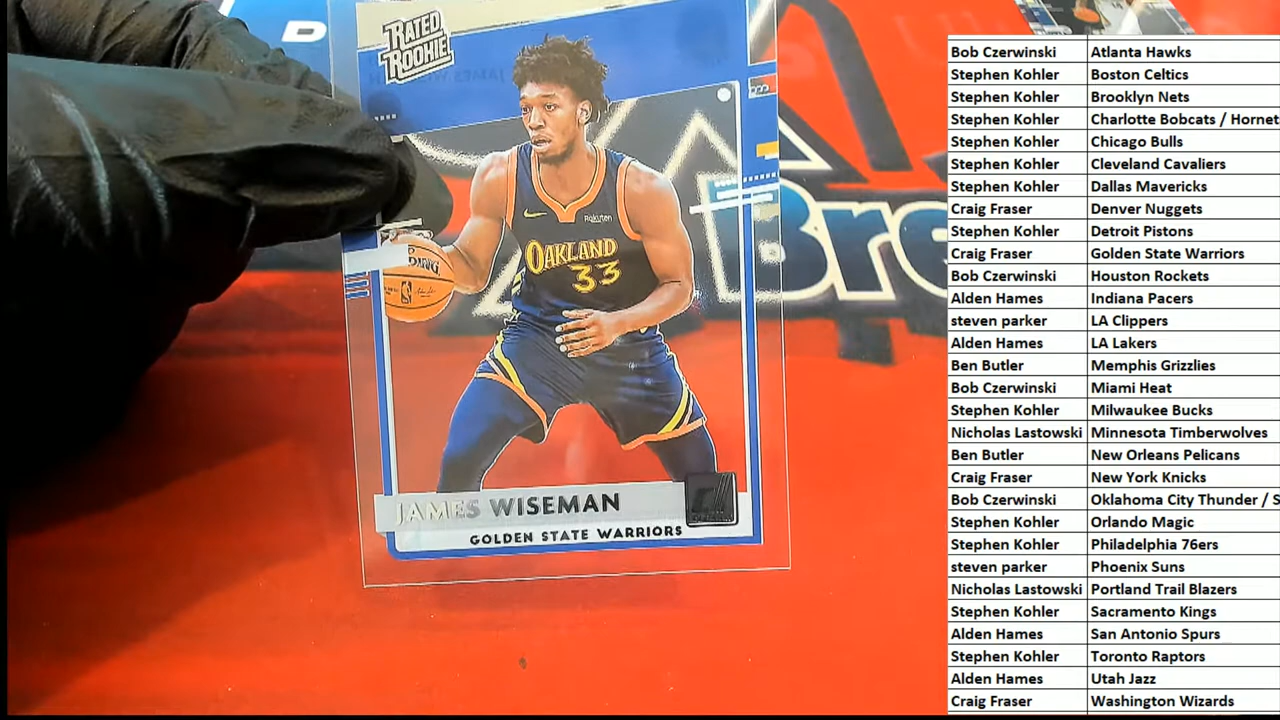 RATED
ROOKIE
Rakuten
OAKLAND
33
JAMES WISEMAN
GOLDEN STATE WARRIORS
Bro
Bob Czerwinski Atlanta Hawks
Stephen Kohler Boston Celtics
Stephen Kohler Brooklyn Nets
Stephen Kohler Charlotte Bobcats / Hornet
Stephen Kohler Chicago Bulls
Stephen Kohler Cleveland Cavaliers
Stephen Kohler Dallas Mavericks
Craig Fraser Denver Nuggets
Stephen Kohler Detroit Pistons
Craig Fraser Golden State Warriors
Bob Czerwinski Houston Rockets
Alden Hames Indiana Pacers
steven parker LA Clippers
Alden Hames LA Lakers
Ben Butler Memphis Grizzlies
Bob Czerwinski Miami Heat
Stephen Kohler Milwaukee Bucks
Nicholas Lastowski Minnesota Timberwolves
Ben Butler New Orleans Pelicans
Craig Fraser New York Knicks
Bob Czerwinski Oklahoma City Thunder / S
Stephen Kohler Orlando Magic
Stephen Kohler Philadelphia 76ers
steven parker Phoenix Suns
Nicholas Lastowski Portland Trail Blazers
Stephen Kohler Sacramento Kings
Alden Hames San Antonio Spurs
Stephen Kohler Toronto Raptors
Alden Hames Utah Jazz
Craig Fraser Washington Wizards